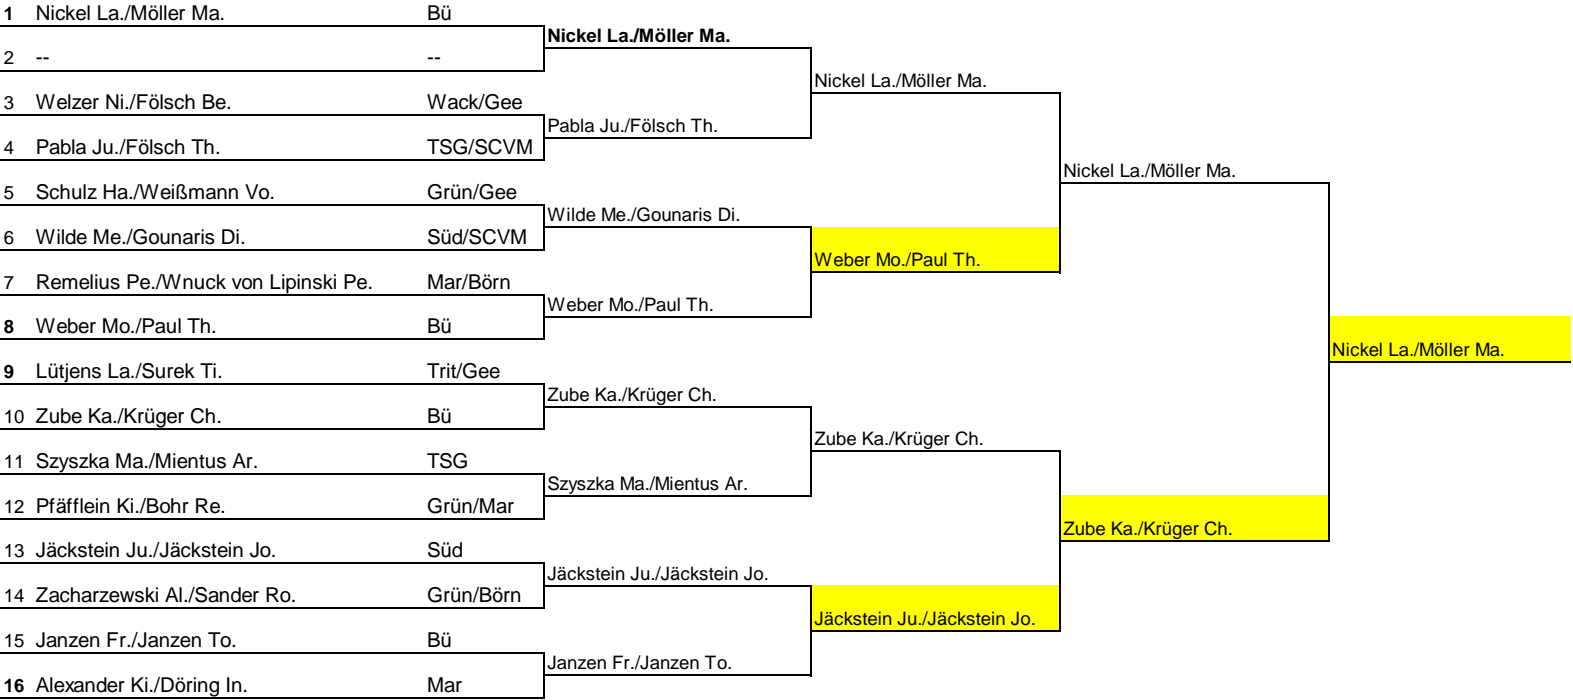 1 Nickel La./Möller Ma. Bü
Nickel La./Möller Ma.
2 -- --
Nickel La./Möller Ma.
3 Welzer Ni./Fölsch Be. Wack/Gee
Pabla Ju./Fölsch Th.
4 Pabla Ju./Fölsch Th. TSG/SCVM
Nickel La./Möller Ma.
5 Schulz Ha./Weißmann Vo. Grün/Gee
Wilde Me./Gounaris Di.
6 Wilde Me./Gounaris Di. Süd/SCVM
Weber Mo./Paul Th.
7 Remelius Pe./Wnuck von Lipinski Pe. Mar/Börn
Weber Mo./Paul Th.
8 Weber Mo./Paul Th. Bü
Nickel La./Möller Ma.
9 Lütjens La./Surek Ti. Trit/Gee
Zube Ka./Krüger Ch.
10 Zube Ka./Krüger Ch. Bü
Zube Ka./Krüger Ch.
11 Szyszka Ma./Mientus Ar. TSG
Szyszka Ma./Mientus Ar.
12 Pfäfflein Ki./Bohr Re. Grün/Mar
Zube Ka./Krüger Ch.
13 Jäckstein Ju./Jäckstein Jo. Süd
Jäckstein Ju./Jäckstein Jo.
14 Zacharzewski Al./Sander Ro. Grün/Börn
Jäckstein Ju./Jäckstein Jo.
15 Janzen Fr./Janzen To. Bü
Janzen Fr./Janzen To.
16 Alexander Ki./Döring In. Mar